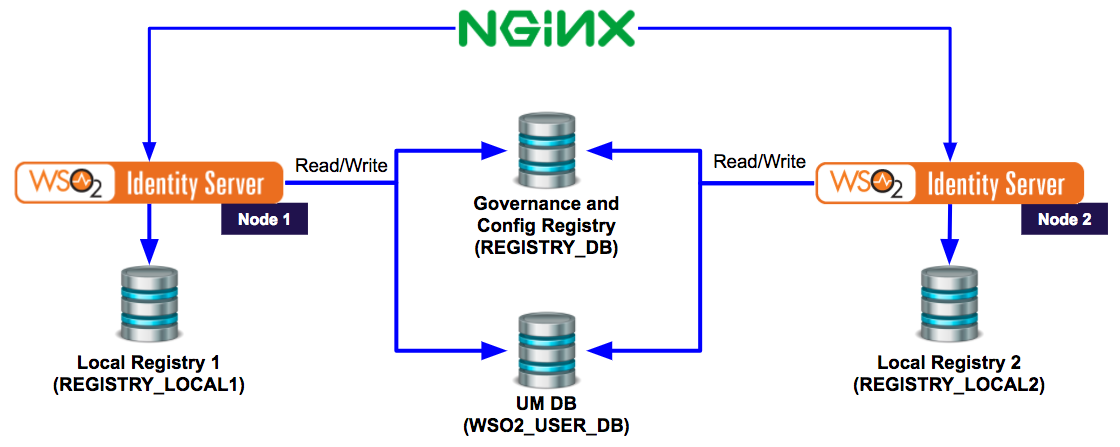 NGINX
Read/Write
Read/Write
WSO2 Identity Server
WSO2 Identity Server
Node 1
Node 2
Governance and
Config Registry
(REGISTRY_DB)
Local Registry 1
(REGISTRY_LOCAL1)
Local Registry 2
(REGISTRY_LOCAL2)
UM DB
(WSO2_USER_DB)